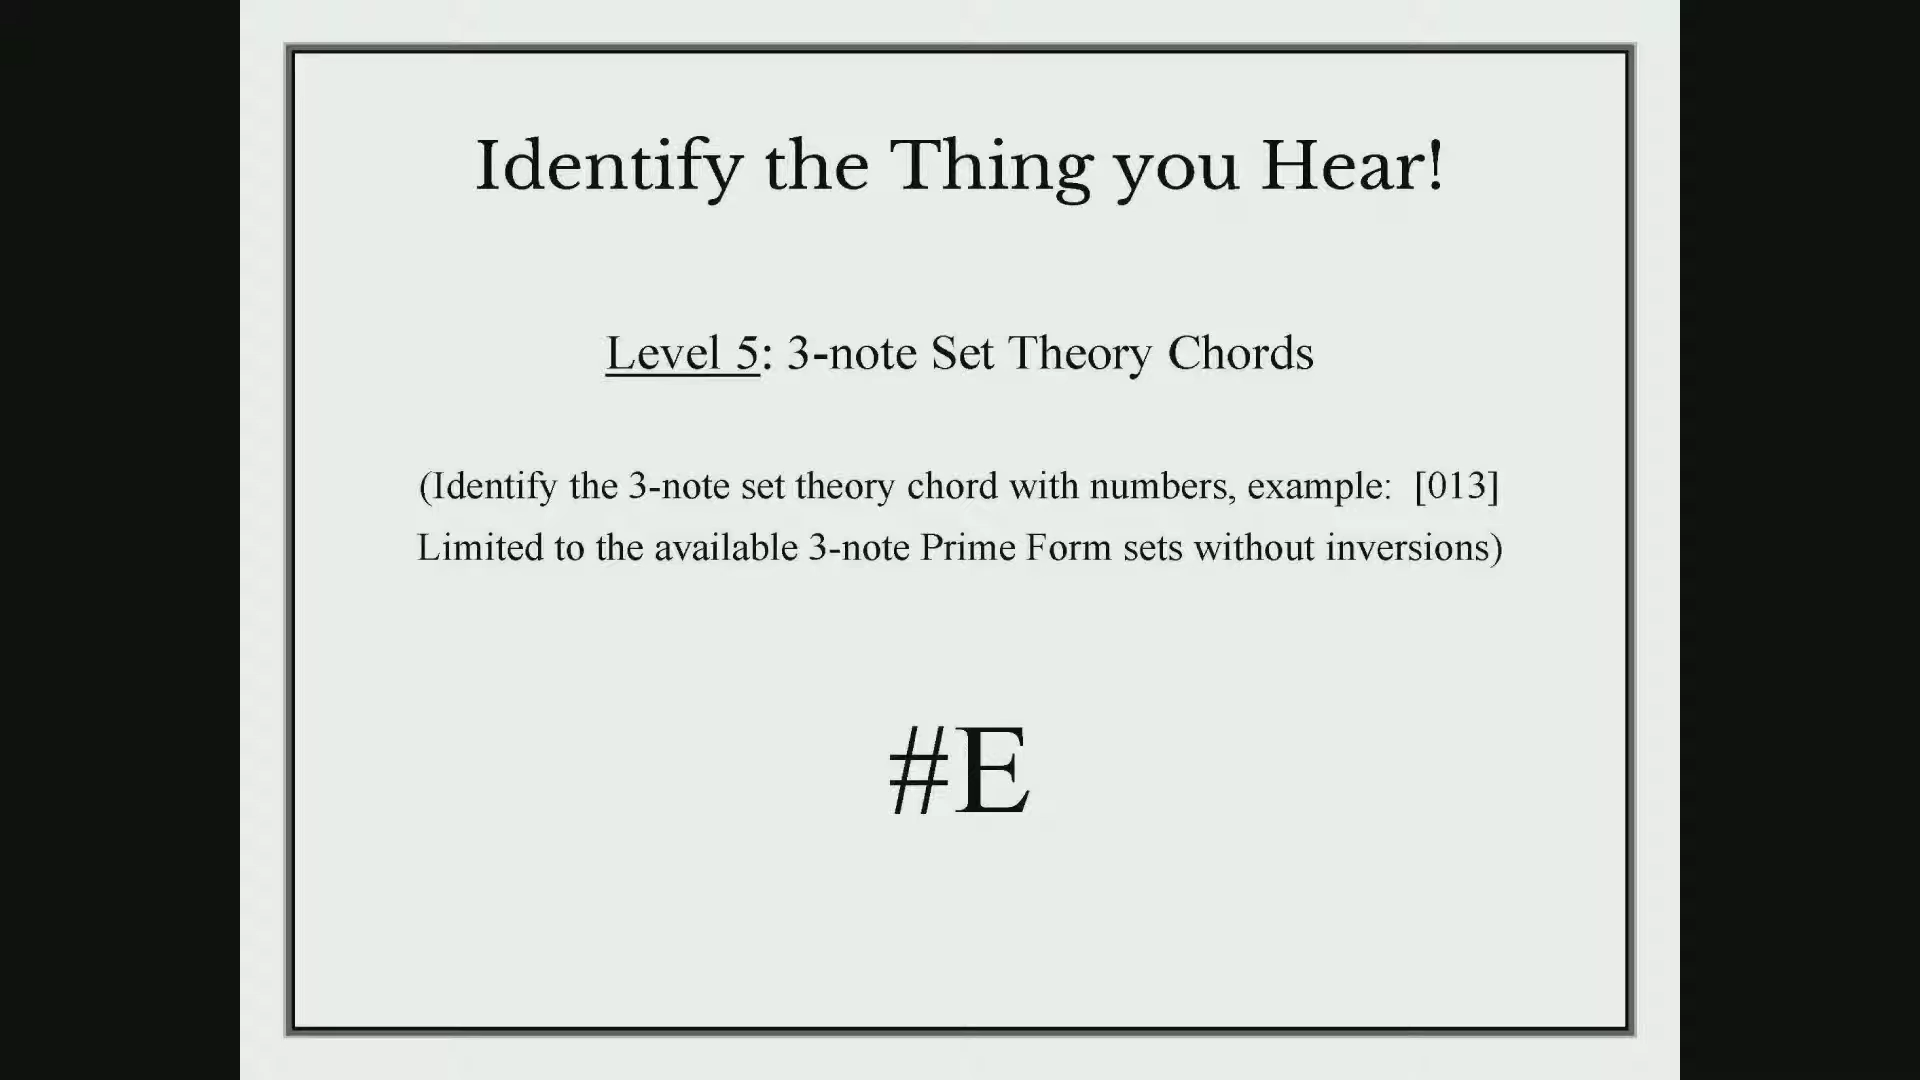 Identify the Thing you Hear!
Level 5: 3-note Set Theory Chords
(Identify the 3-note set theory chord with numbers, example: [013]
Limited to the available 3-note Prime Form sets without inversions)
#E